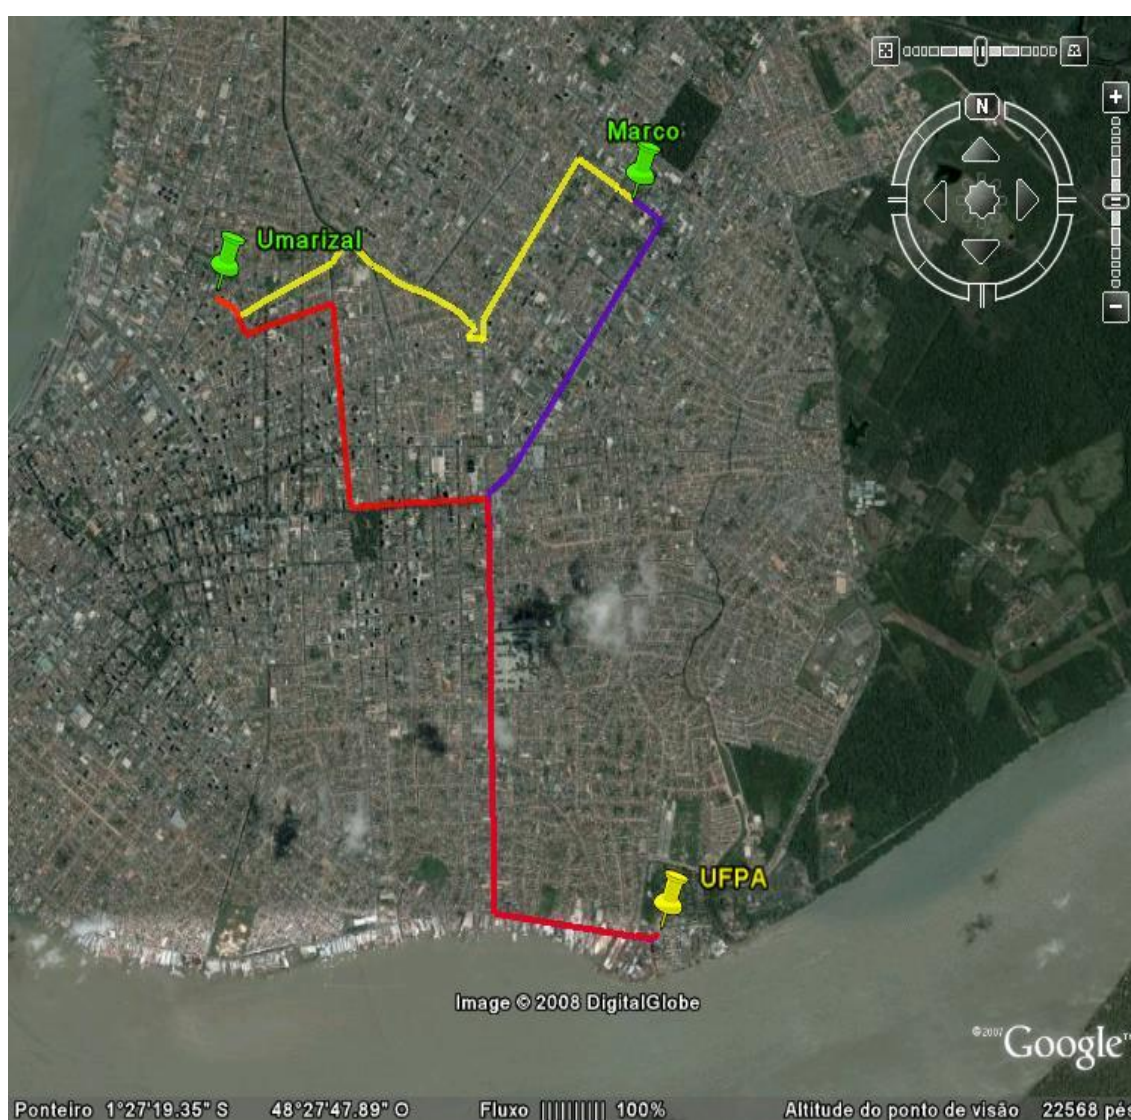 N
Marco
Umarizal
UFPA
Image © 2008 DigitalGlobe
©2007 Google™
Ponteiro 1°27'19.35" S 48°27'47.89" O Fluxo |||||||||| 100% Altitude do ponto de visão 22568 pés